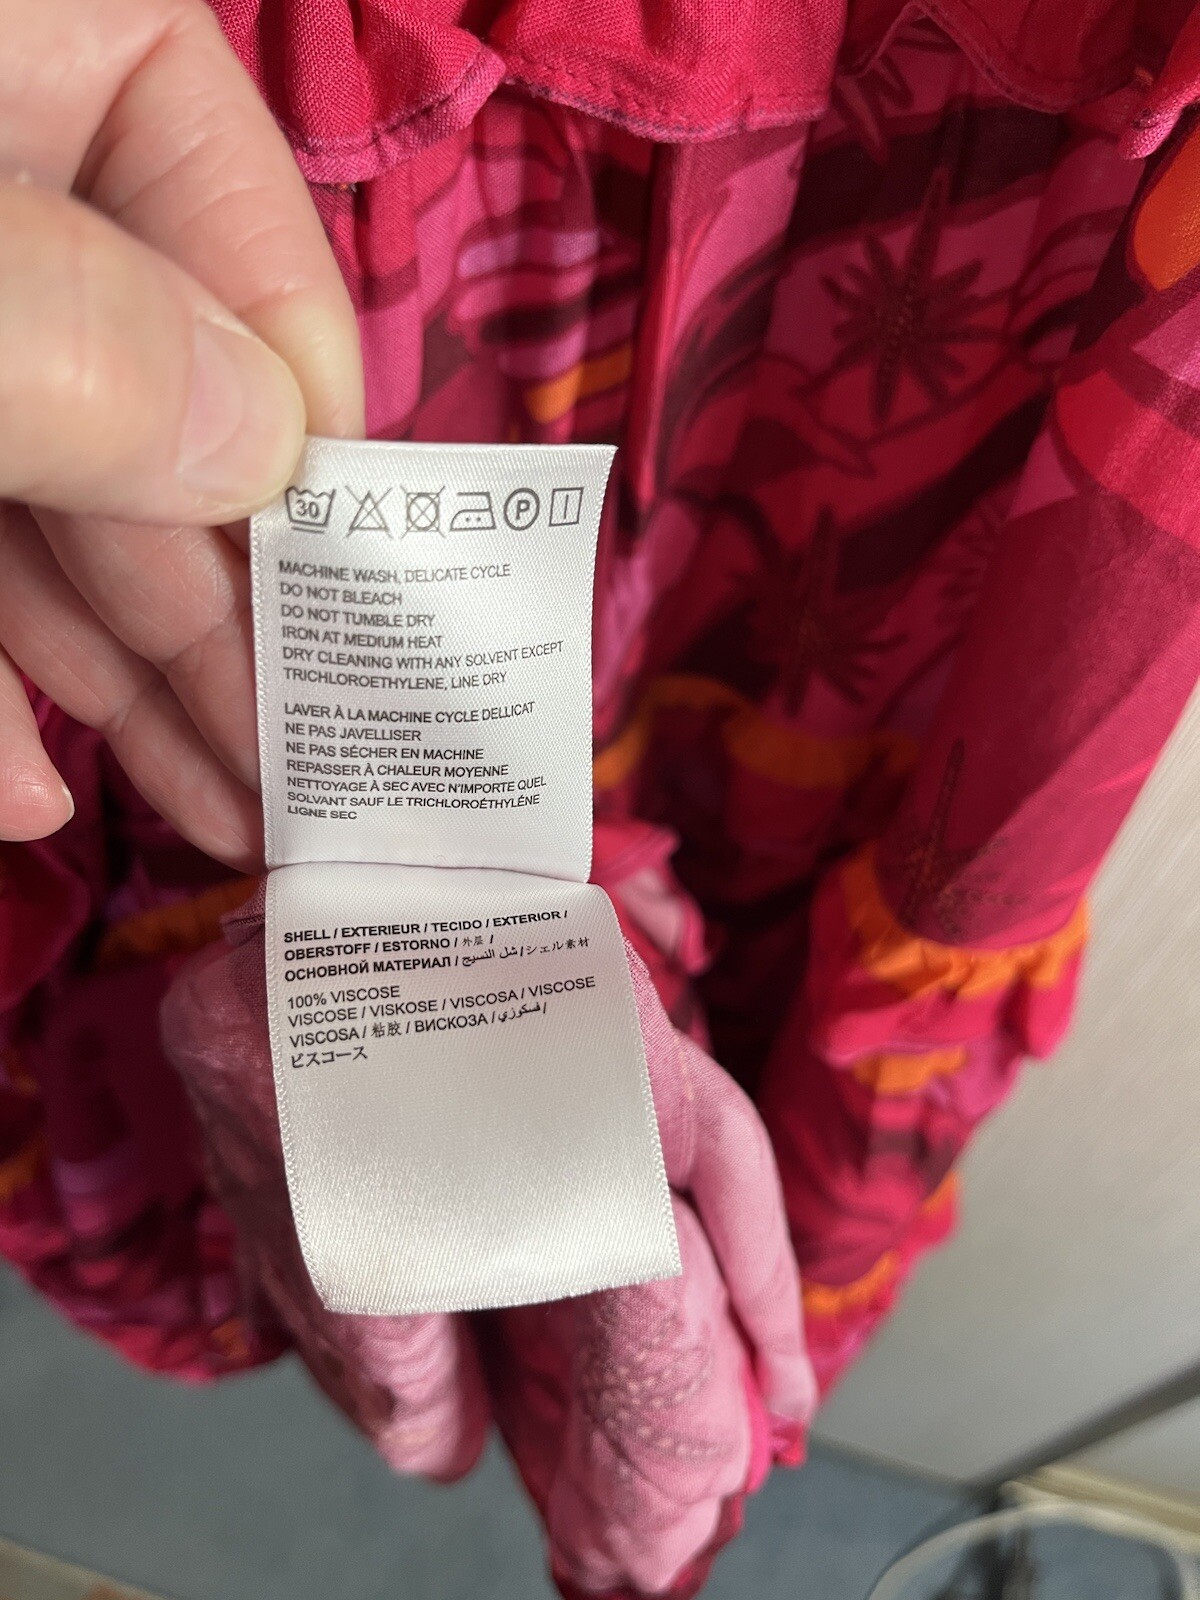 30 P
MACHINE WASH, DELICATE CYCLE
DO NOT BLEACH
DO NOT TUMBLE DRY
IRON AT MEDIUM HEAT
DRY CLEANING WITH ANY SOLVENT EXCEPT
TRICHLOROETHYLENE, LINE DRY
LAVER À LA MACHINE CYCLE DELLICAT
NE PAS JAVELLISER
NE PAS SÉCHER EN MACHINE
REPASSER À CHALEUR MOYENNE
NETTOYAGE À SEC AVEC N'IMPORTE QUEL
SOLVANT SAUF LE TRICHLOROÉTHYLÉNE
LIGNE SEC
SHELL / EXTERIEUR / TECIDO / EXTERIOR /
OBERSTOFF / ESTORNO / 外层 /
ОСНОВНОЙ МАТЕРИАЛ / شل النسيج / シェル素材
100% VISCOSE
VISCOSE / VISKOSE / VISCOSA / VISCOSE
VISCOSA / 粘胶 / ВИСКОЗА / فسكوزي /
ビスコース